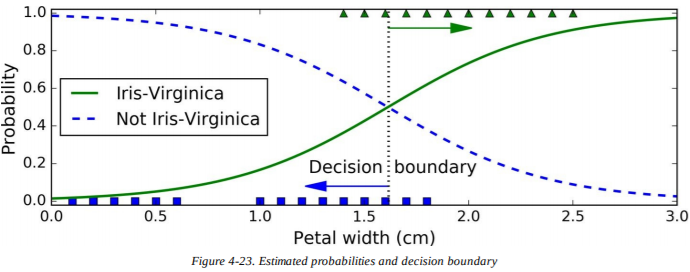 1.0
0.8
0.6
0.4
0.2
0.0
Probability
Iris-Virginica
Not Iris-Virginica
Decision boundary
0.0 0.5 1.0 1.5 2.0 2.5 3.0
Petal width (cm)
Figure 4-23. Estimated probabilities and decision boundary